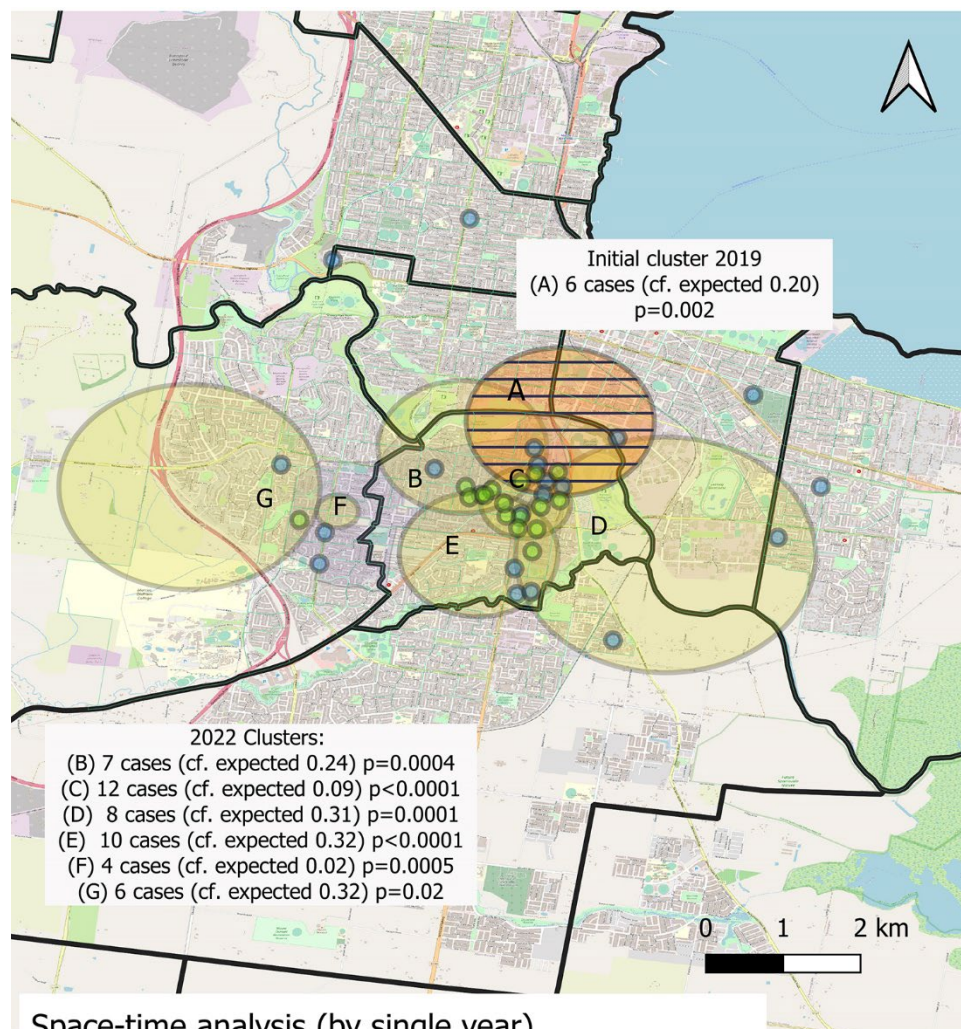 Initial cluster 2019
(A) 6 cases (cf. expected 0.20)
p=0.002
A
B
C
G
F
D
E
2022 Clusters:
(B) 7 cases (cf. expected 0.24) p=0.0004
(C) 12 cases (cf. expected 0.09) p<0.0001
(D) 8 cases (cf. expected 0.31) p=0.0001
(E) 10 cases (cf. expected 0.32) p<0.0001
(F) 4 cases (cf. expected 0.02) p=0.0005
(G) 6 cases (cf. expected 0.32) p=0.02
0 1 2 km
Space-time analysis (by single year)